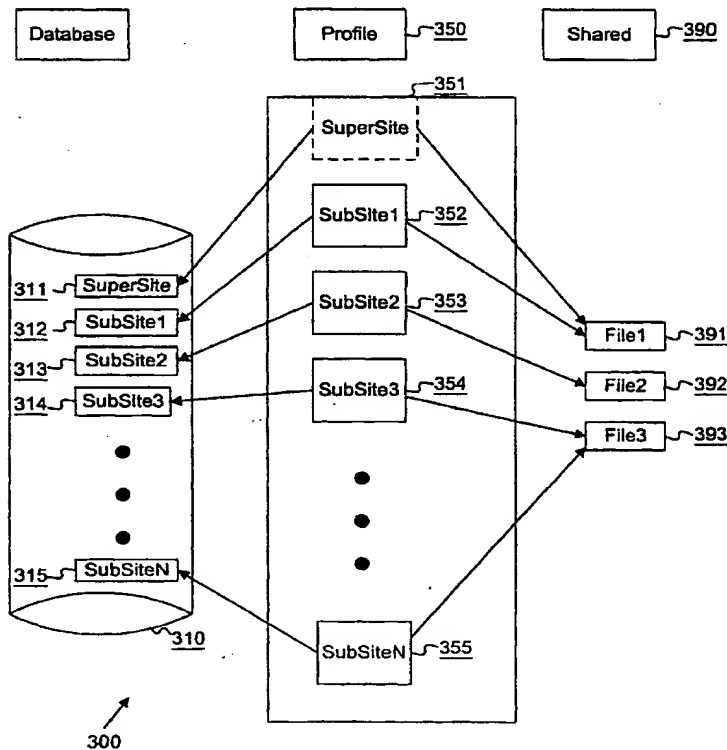 Database
Profile 350
Shared 390
351
SuperSite
SubSite1 352
311 SuperSite
312 SubSite1
SubSite2 353
313 SubSite2
File1 391
314 SubSite3
SubSite3 354
File2 392
File3 393
315 SubSiteN
310
SubSiteN 355
300